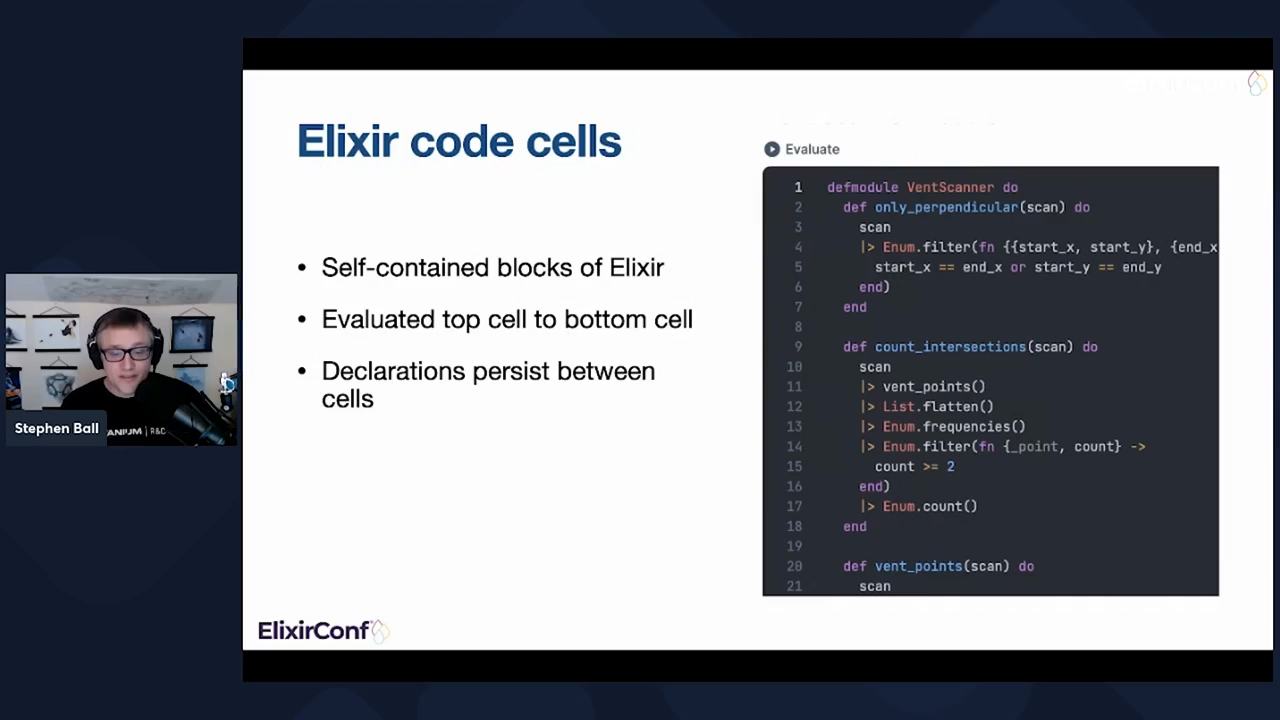 Elixir code cells
• Self-contained blocks of Elixir
• Evaluated top cell to bottom cell
• Declarations persist between
cells
Evaluate
1 defmodule VentScanner do
2 def only_perpendicular(scan) do
3 scan
4 |> Enum.filter(fn {{start_x, start_y}, {end_x
5 start_x == end_x or start_y == end_y
6 end)
7 end
8
9 def count_intersections(scan) do
10 scan
11 |> vent_points()
12 |> List.flatten()
13 |> Enum.frequencies()
14 |> Enum.filter(fn {_point, count} ->
15 count >= 2
16 end)
17 |> Enum.count()
18 end
19
20 def vent_points(scan) do
21 scan
Stephen Ball
ANIUM | R&C
ElixirConf